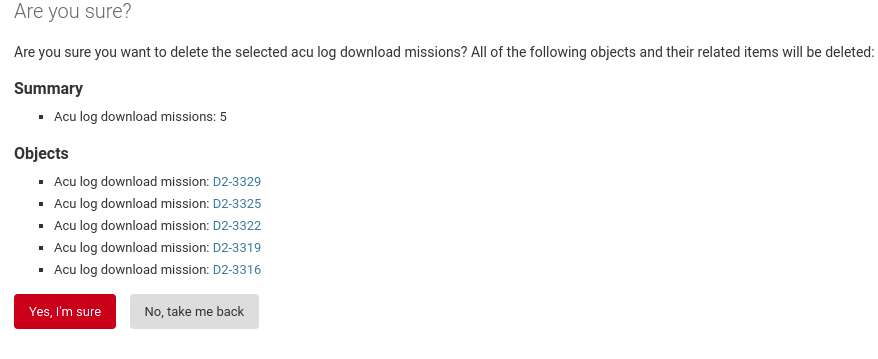 Are you sure?
Are you sure you want to delete the selected acu log download missions? All of the following objects and their related items will be deleted:
Summary
Acu log download missions: 5
Objects
Acu log download mission: D2-3329
Acu log download mission: D2-3325
Acu log download mission: D2-3322
Acu log download mission: D2-3319
Acu log download mission: D2-3316
Yes, I'm sure No, take me back